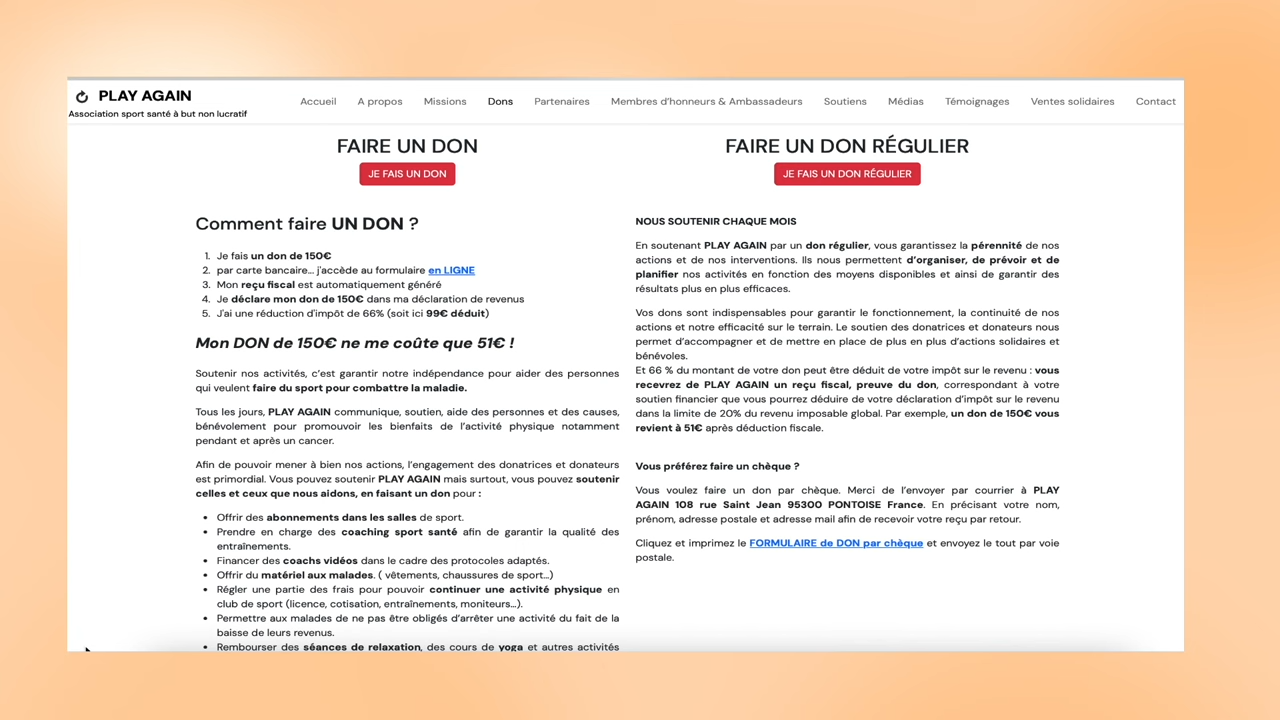 PLAY AGAIN
Association sport santé à but non lucratif
Accueil
A propos
Missions
Dons
Partenaires
Membres d'honneurs & Ambassadeurs
Soutiens
Médias
Témoignages
Ventes solidaires
Contact
FAIRE UN DON
JE FAIS UN DON
Comment faire UN DON ?
1. Je fais un don de 150€
2. par carte bancaire... j'accède au formulaire en LIGNE
3. Mon reçu fiscal est automatiquement généré
4. Je déclare mon don de 150€ dans ma déclaration de revenus
5. J'ai une réduction d'impôt de 66% (soit ici 99€ déduit)
Mon DON de 150€ ne me coûte que 51€ !
Soutenir nos activités, c'est garantir notre indépendance pour aider des personnes
qui veulent faire du sport pour combattre la maladie.
Tous les jours, PLAY AGAIN communique, soutien, aide des personnes et des causes,
bénévolement pour promouvoir les bienfaits de l'activité physique notamment
pendant et après un cancer.
Afin de pouvoir mener à bien nos actions, l'engagement des donatrices et donateurs
est primordial. Vous pouvez soutenir PLAY AGAIN mais surtout, vous pouvez soutenir
celles et ceux que nous aidons, en faisant un don pour :
• Offrir des abonnements dans les salles de sport.
• Prendre en charge des coaching sport santé afin de garantir la qualité des
entraînements.
• Financer des coachs vidéos dans le cadre des protocoles adaptés.
• Offrir du matériel aux malades. ( vêtements, chaussures de sport...)
• Régler une partie des frais pour pouvoir continuer une activité physique en
club de sport (licence, cotisation, entraînements, moniteurs...).
• Permettre aux malades de ne pas être obligés d'arrêter une activité du fait de la
baisse de leurs revenus.
• Rembourser des séances de relaxation, des cours de yoga et autres activités
FAIRE UN DON RÉGULIER
JE FAIS UN DON RÉGULIER
NOUS SOUTENIR CHAQUE MOIS
En soutenant PLAY AGAIN par un don régulier, vous garantissez la pérennité de nos
actions et de nos interventions. Ils nous permettent d'organiser, de prévoir et de
planifier nos activités en fonction des moyens disponibles et ainsi de garantir des
résultats plus en plus efficaces.
Vos dons sont indispensables pour garantir le fonctionnement, la continuité de nos
actions et notre efficacité sur le terrain. Le soutien des donatrices et donateurs nous
permet d'accompagner et de mettre en place de plus en plus d'actions solidaires et
bénévoles.
Et 66 % du montant de votre don peut être déduit de votre impôt sur le revenu : vous
recevrez de PLAY AGAIN un reçu fiscal, preuve du don, correspondant à votre
soutien financier que vous pourrez déduire de votre déclaration d'impôt sur le revenu
dans la limite de 20% du revenu imposable global. Par exemple, un don de 150€ vous
revient à 51€ après déduction fiscale.
Vous préférez faire un chèque ?
Vous voulez faire un don par chèque. Merci de l'envoyer par courrier à PLAY
AGAIN 108 rue Saint Jean 95300 PONTOISE France. En précisant votre nom,
prénom, adresse postale et adresse mail afin de recevoir votre reçu par retour.
Cliquez et imprimez le FORMULAIRE de DON par chèque et envoyez le tout par voie
postale.